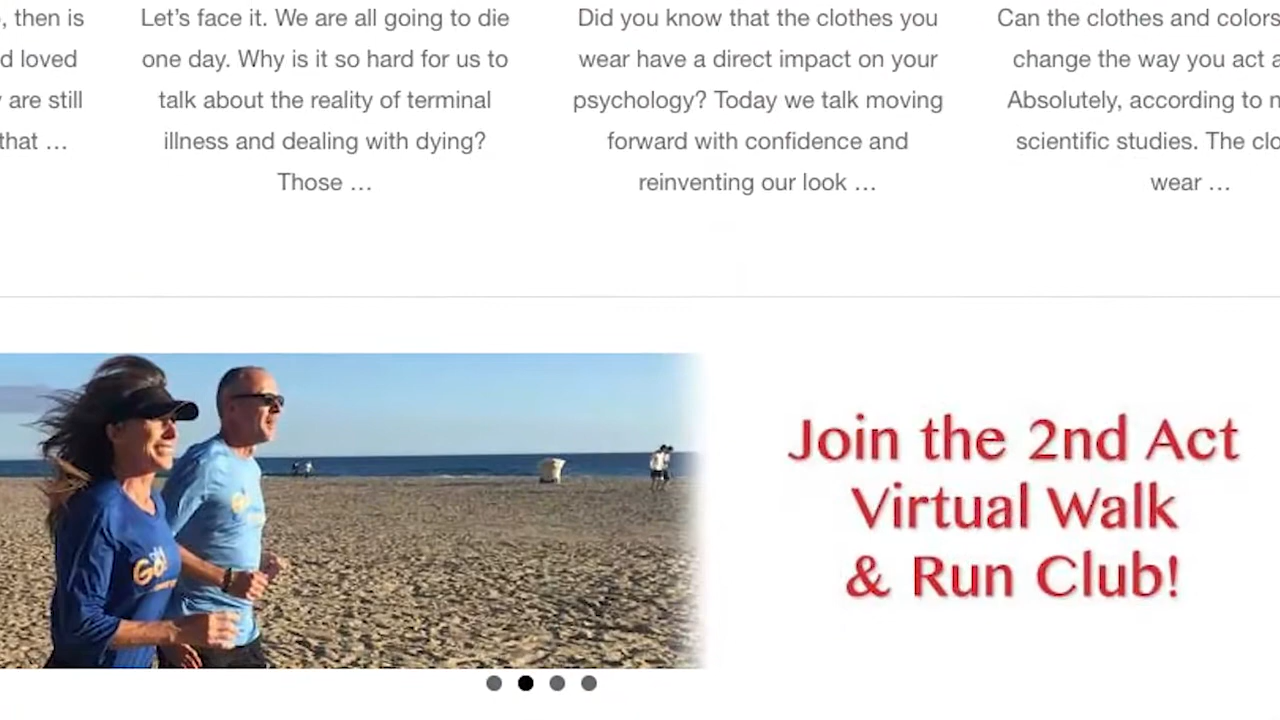 , then is
d loved
are still
that …
Let’s face it. We are all going to die
one day. Why is it so hard for us to
talk about the reality of terminal
illness and dealing with dying?
Those …
Did you know that the clothes you
wear have a direct impact on your
psychology? Today we talk moving
forward with confidence and
reinventing our look …
Can the clothes and colors
change the way you act
Absolutely, according to
scientific studies. The
wear …
Go!
Join the 2nd Act
Virtual Walk
& Run Club!